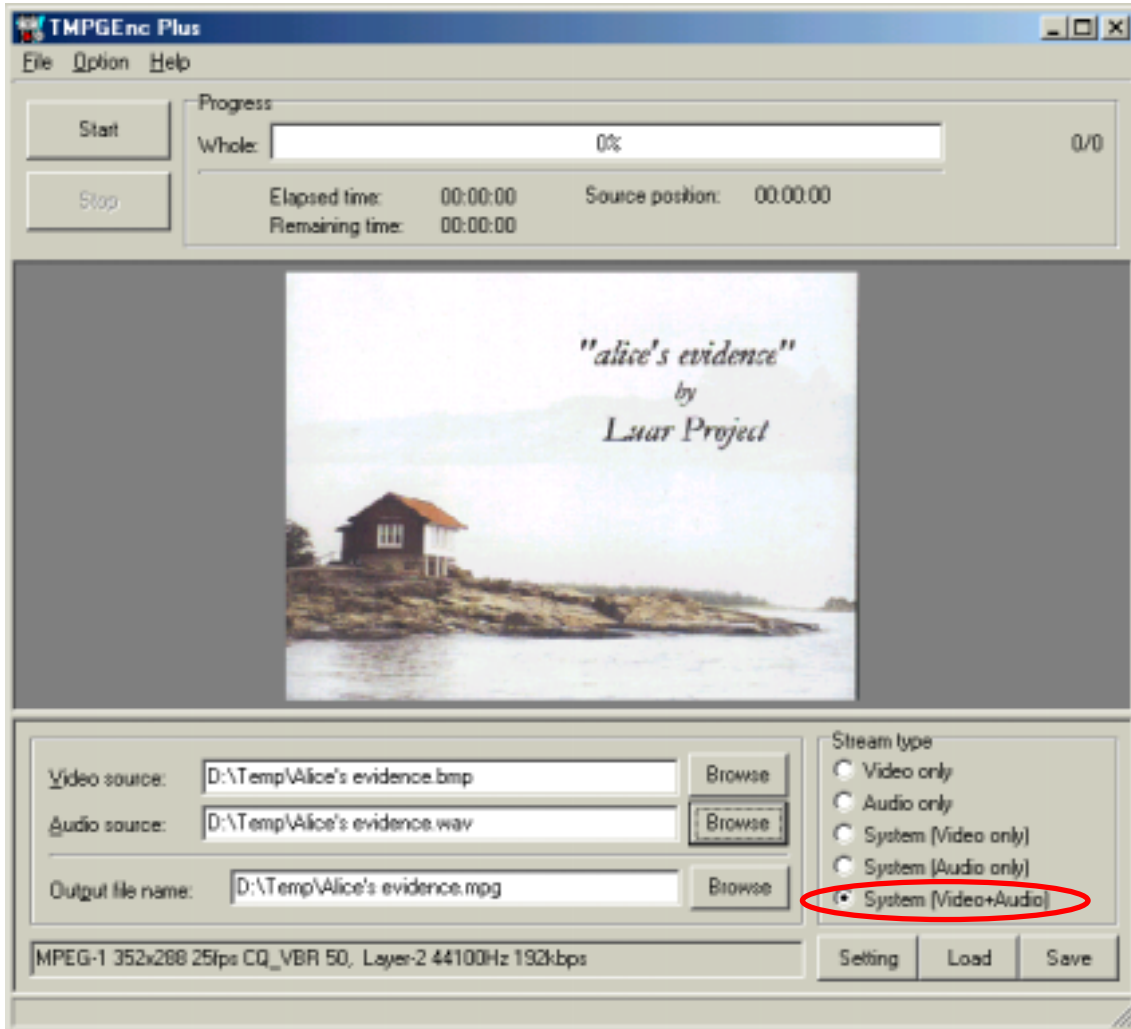 TMPGEnc Plus
File Option Help
Progress
Start
Whole: 0% 0/0
Stop
Elapsed time: 00:00:00 Source position: 00:00:00
Remaining time: 00:00:00
"alice's evidence"
by
Luar Project
Stream type
Video source: D:\Temp\Alice's evidence.bmp Browse
Video only
Audio source: D:\Temp\Alice's evidence.wav Browse
Audio only
System (Video only)
System (Audio only)
Output file name: D:\Temp\Alice's evidence.mpg Browse
System (Video+Audio)
MPEG-1 352x288 25fps CQ_VBR 50, Layer-2 44100Hz 192kbps
Setting Load Save